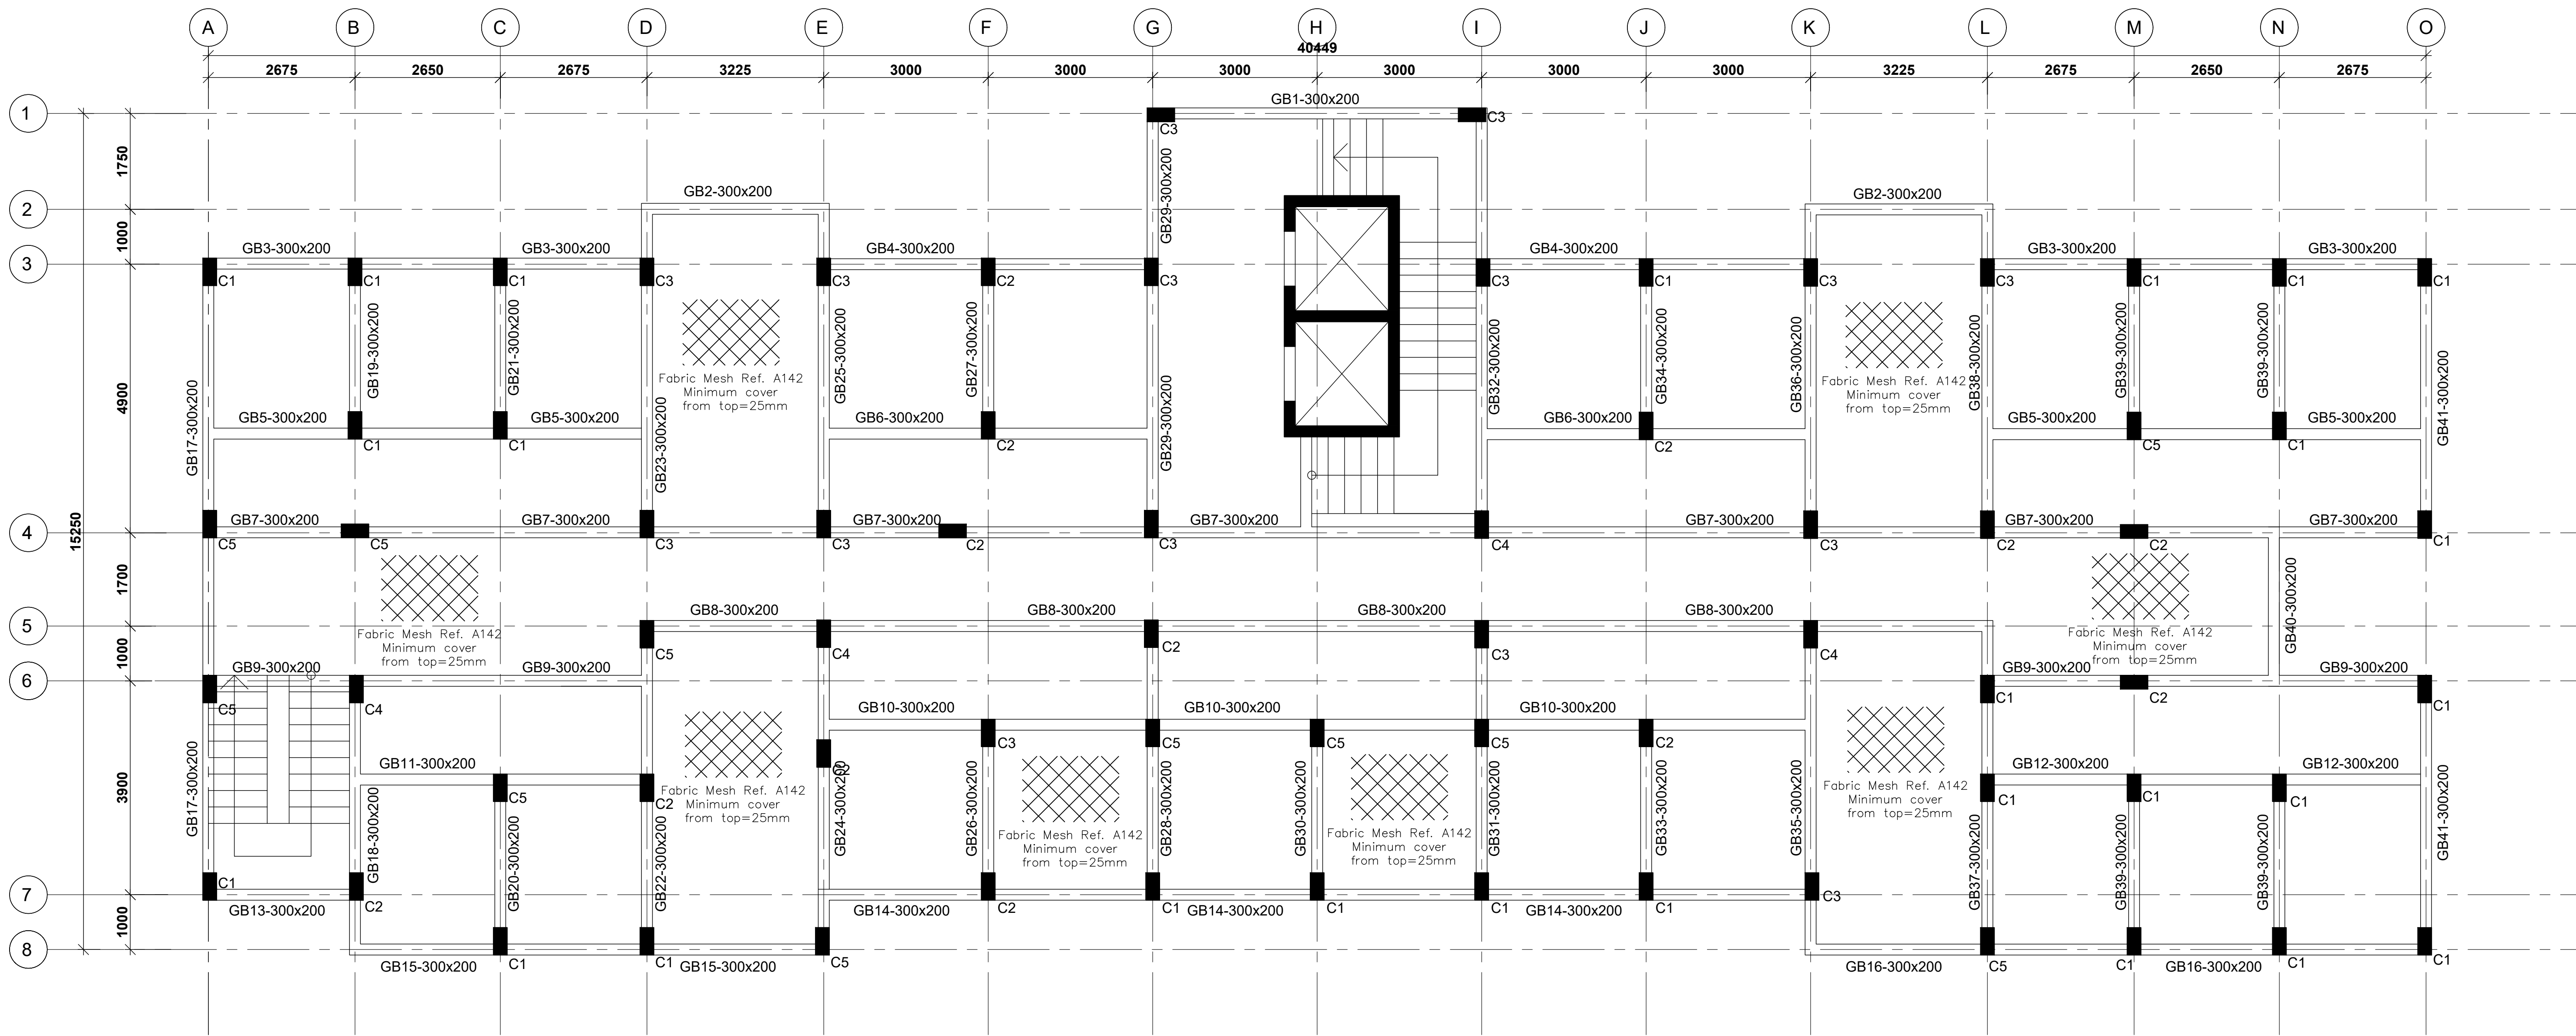 A B C D E F G H I J K L M N O
40449
2675 2650 2675 3225 3000 3000 3000 3000 3000 3000 3225 2675 2650 2675
GB1-300x200
1
C3 C3
1750
GB29-300x200
GB2-300x200 GB2-300x200
2
1000
GB3-300x200 GB3-300x200 GB4-300x200 GB4-300x200 GB3-300x200 GB3-300x200
3
C1 C1 C1 C3 C3 C2 C3 C3 C1 C3 C3 C1 C1 C1
4900
GB17-300x200 GB19-300x200 GB21-300x200 GB23-300x200 GB25-300x200 GB27-300x200 GB29-300x200 GB32-300x200 GB34-300x200 GB36-300x200 GB38-300x200 GB39-300x200 GB39-300x200 GB41-300x200
Fabric Mesh Ref. A142
Minimum cover
from top=25mm
Fabric Mesh Ref. A142
Minimum cover
from top=25mm
GB5-300x200 GB5-300x200 GB6-300x200 GB6-300x200 GB5-300x200 GB5-300x200
C1 C1 C2 C2 C5 C1
15250
GB7-300x200 GB7-300x200 GB7-300x200 GB7-300x200 GB7-300x200 GB7-300x200 GB7-300x200
4
C5 C5 C3 C3 C2 C3 C4 C3 C2 C2 C1
1700
GB40-300x200
Fabric Mesh Ref. A142
Minimum cover
from top=25mm
Fabric Mesh Ref. A142
Minimum cover
from top=25mm
GB8-300x200 GB8-300x200 GB8-300x200 GB8-300x200
5
C5 C4 C2 C3 C4
1000
GB9-300x200 GB9-300x200 GB9-300x200 GB9-300x200
6
C5 C4 C1 C2 C1
GB10-300x200 GB10-300x200 GB10-300x200
C3 C5 C5 C5 C2
C2
3900
GB11-300x200 GB12-300x200 GB12-300x200
C5 C2 C1 C1 C1
Fabric Mesh Ref. A142
Minimum cover
from top=25mm
Fabric Mesh Ref. A142
Minimum cover
from top=25mm
Fabric Mesh Ref. A142
Minimum cover
from top=25mm
Fabric Mesh Ref. A142
Minimum cover
from top=25mm
GB17-300x200 GB18-300x200 GB20-300x200 GB22-300x200 GB24-300x200 GB26-300x200 GB28-300x200 GB30-300x200 GB31-300x200 GB33-300x200 GB35-300x200 GB37-300x200 GB39-300x200 GB39-300x200 GB41-300x200
7
C1 C2 C2 C1 C1 C1 C1 C3
GB13-300x200 GB14-300x200 GB14-300x200 GB14-300x200
1000
8
C1 C1 C5 C5 C1 C1 C1
GB15-300x200 GB15-300x200 GB16-300x200 GB16-300x200